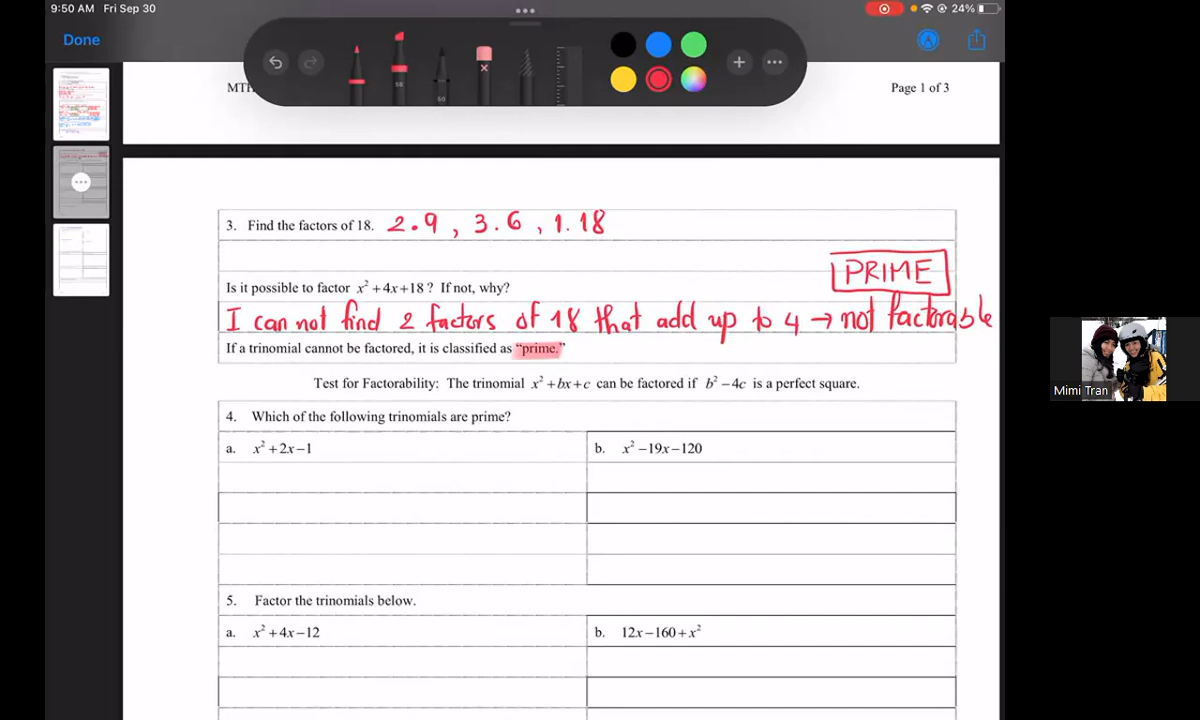 9:50 AM Fri Sep 30
24%
Done
50
60
Page 1 of 3
3. Find the factors of 18. 2.9, 3.6, 1.18
PRIME
Is it possible to factor x² + 4x + 18? If not, why?
I can not find 2 factors of 18 that add up to 4 → not factorable
If a trinomial cannot be factored, it is classified as “prime.”
Test for Factorability: The trinomial x² + bx + c can be factored if b² − 4c is a perfect square.
4. Which of the following trinomials are prime?
a. x² + 2x − 1
b. x² − 19x − 120
5. Factor the trinomials below.
a. x² + 4x − 12
b. 12x − 160 + x²
Mimi Tran